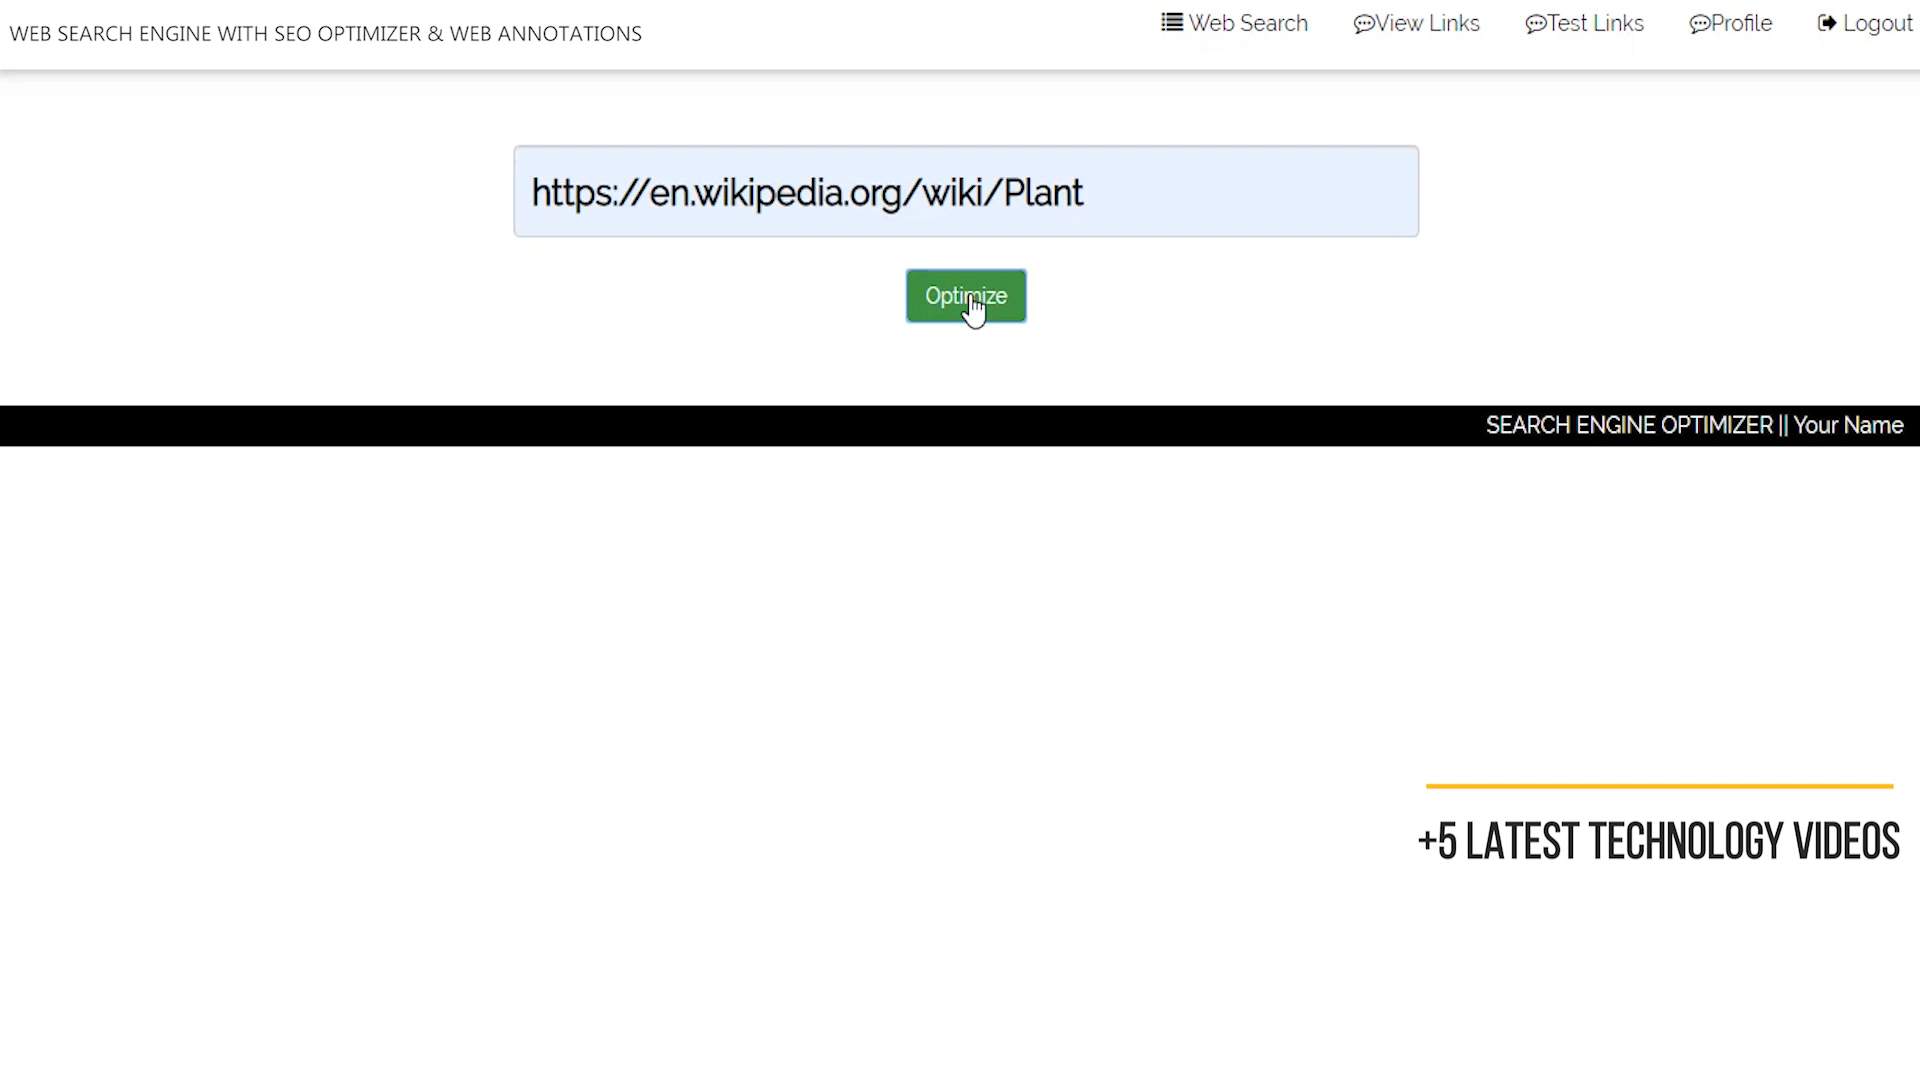 WEB SEARCH ENGINE WITH SEO OPTIMIZER & WEB ANNOTATIONS
Web Search
View Links
Test Links
Profile
Logout
https://en.wikipedia.org/wiki/Plant
Optimize
SEARCH ENGINE OPTIMIZER || Your Name
+5 LATEST TECHNOLOGY VIDEOS